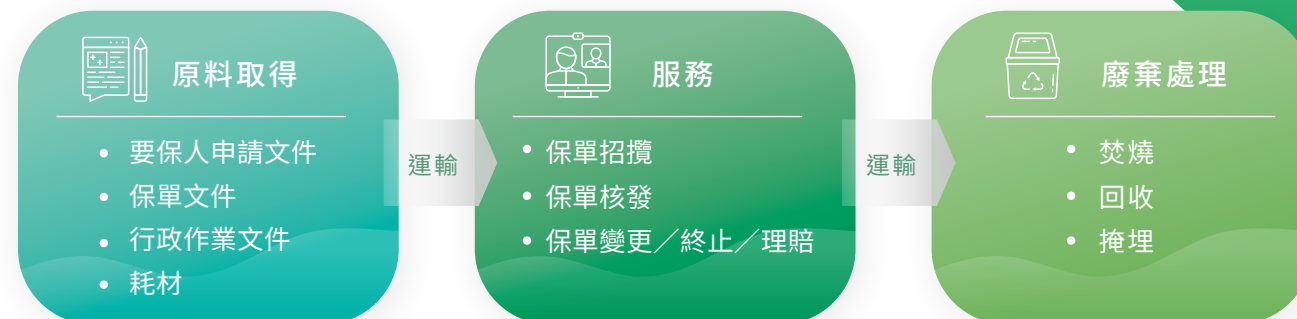 原料取得
要保人申請文件
保單文件
行政作業文件
耗材
運輸
服務
保單招攬
保單核發
保單變更／終止／理賠
運輸
廢棄處理
焚燒
回收
掩埋